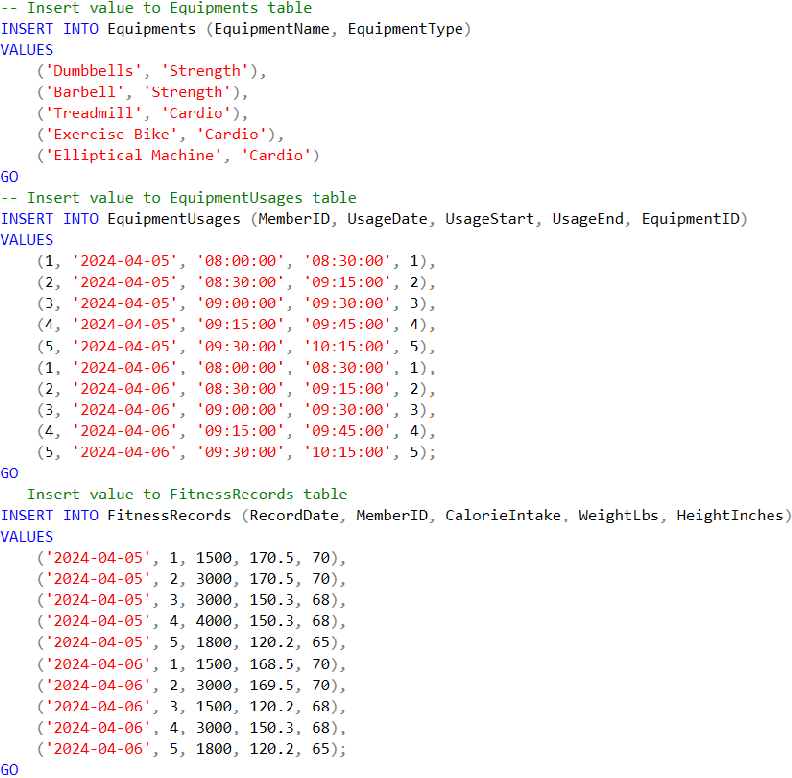 -- Insert value to Equipments table
INSERT INTO Equipments (EquipmentName, EquipmentType)
VALUES
('Dumbbells', 'Strength'),
('Barbell', 'Strength'),
('Treadmill', 'Cardio'),
('Exercise Bike', 'Cardio'),
('Elliptical Machine', 'Cardio')
GO
-- Insert value to EquipmentUsages table
INSERT INTO EquipmentUsages (MemberID, UsageDate, UsageStart, UsageEnd, EquipmentID)
VALUES
(1, '2024-04-05', '08:00:00', '08:30:00', 1),
(2, '2024-04-05', '08:30:00', '09:15:00', 2),
(3, '2024-04-05', '09:00:00', '09:30:00', 3),
(4, '2024-04-05', '09:15:00', '09:45:00', 4),
(5, '2024-04-05', '09:30:00', '10:15:00', 5),
(1, '2024-04-06', '08:00:00', '08:30:00', 1),
(2, '2024-04-06', '08:30:00', '09:15:00', 2),
(3, '2024-04-06', '09:00:00', '09:30:00', 3),
(4, '2024-04-06', '09:15:00', '09:45:00', 4),
(5, '2024-04-06', '09:30:00', '10:15:00', 5);
GO
Insert value to FitnessRecords table
INSERT INTO FitnessRecords (RecordDate, MemberID, CalorieIntake, WeightLbs, HeightInches)
VALUES
('2024-04-05', 1, 1500, 170.5, 70),
('2024-04-05', 2, 3000, 170.5, 70),
('2024-04-05', 3, 3000, 150.3, 68),
('2024-04-05', 4, 4000, 150.3, 68),
('2024-04-05', 5, 1800, 120.2, 65),
('2024-04-06', 1, 1500, 168.5, 70),
('2024-04-06', 2, 3000, 169.5, 70),
('2024-04-06', 3, 1500, 120.2, 68),
('2024-04-06', 4, 3000, 150.3, 68),
('2024-04-06', 5, 1800, 120.2, 65);
GO